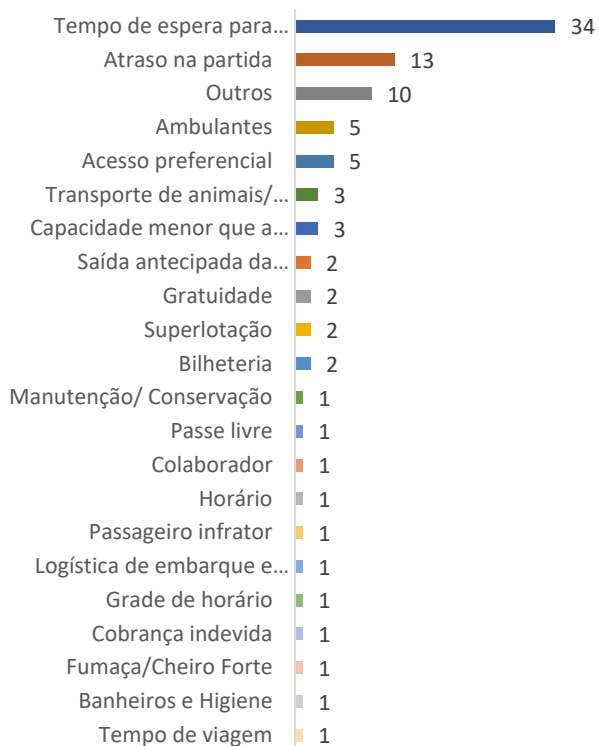 Tempo de espera para... 34
Atraso na partida 13
Outros 10
Ambulantes 5
Acesso preferencial 5
Transporte de animais/... 3
Capacidade menor que a... 3
Saída antecipada da... 2
Gratuidade 2
Superlotação 2
Bilheteria 2
Manutenção/ Conservação 1
Passe livre 1
Colaborador 1
Horário 1
Passageiro infrator 1
Logística de embarque e... 1
Grade de horário 1
Cobrança indevida 1
Fumaça/Cheiro Forte 1
Banheiros e Higiene 1
Tempo de viagem 1